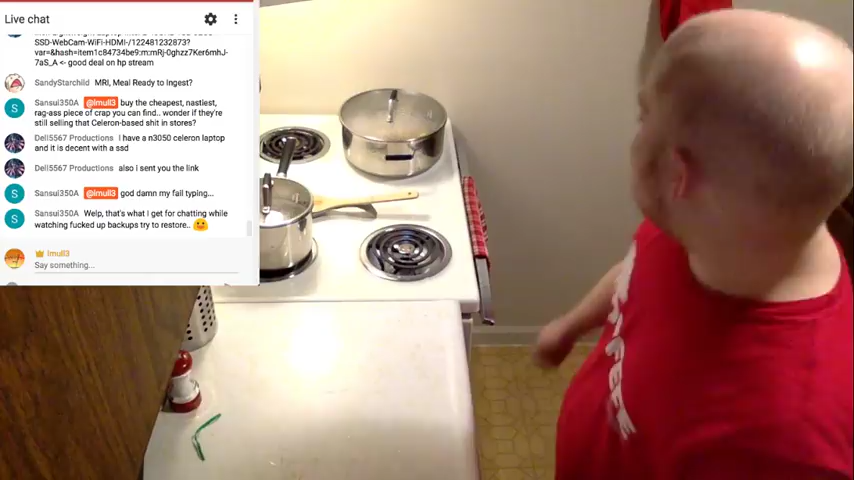 Live chat
SSD-WebCam-WiFi-HDMI-/122481232873?
var=&hash=item1c84734be9:m:mRj-0ghzz7Ker6mhJ-
7aS_A <- good deal on hp stream
SandyStarchild MRI, Meal Ready to Ingest?
S Sansui350A @lmull3 buy the cheapest, nastiest,
rag-ass piece of crap you can find.. wonder if they're
still selling that Celeron-based shit in stores?
Deli5567 Productions I have a n3050 celeron laptop
and it is decent with a ssd
Deli5567 Productions also i sent you the link
S Sansui350A @lmull3 god damn my fail typing...
S Sansui350A Welp, that's what I get for chatting while
watching fucked up backups try to restore..
lmull3
Say something...